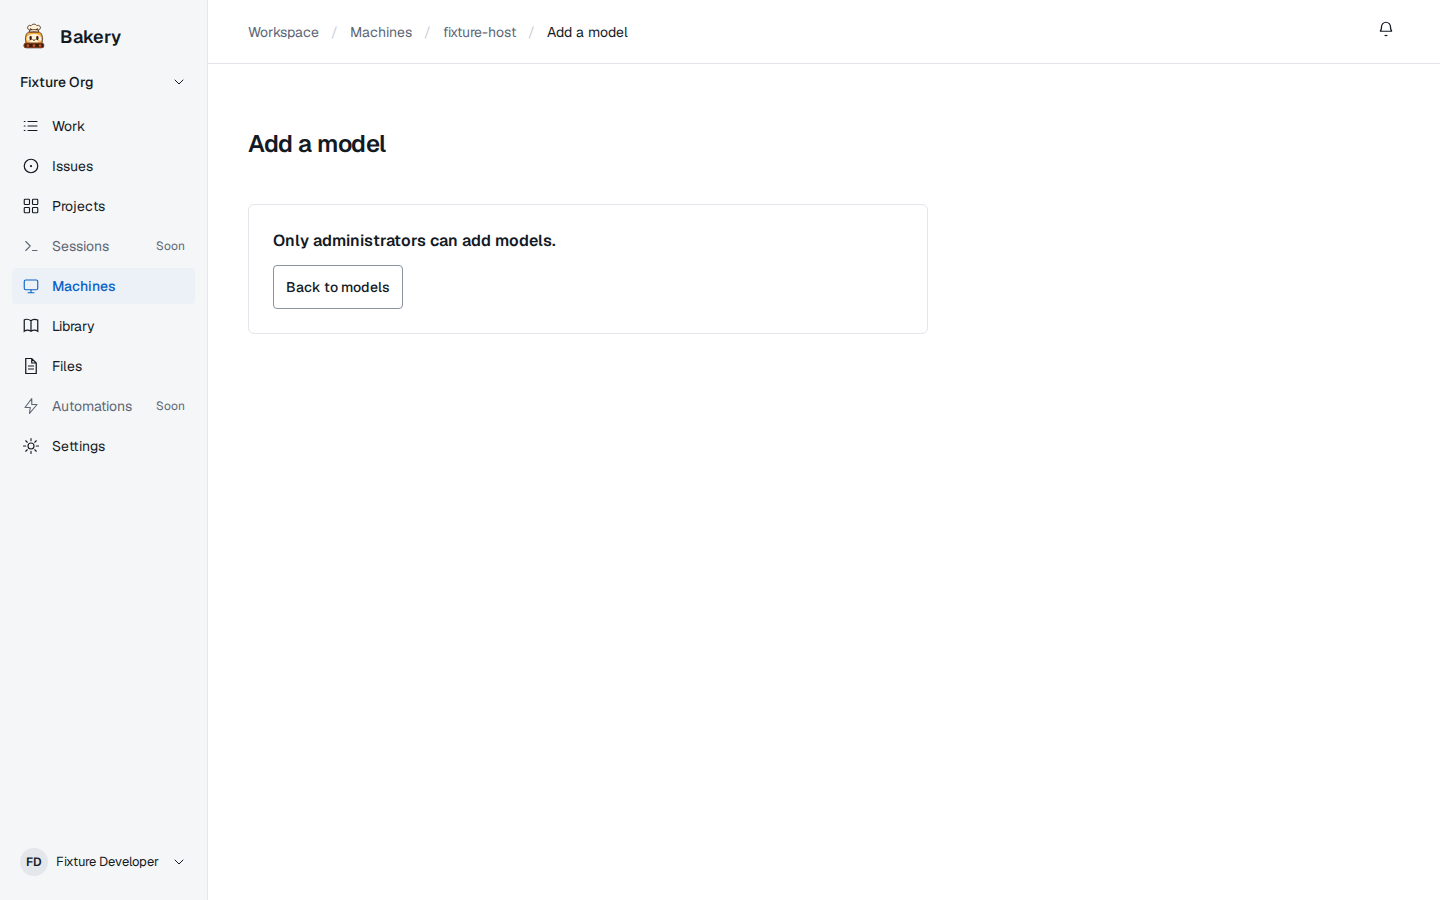 Bakery
Fixture Org
Work
Issues
Projects
Sessions Soon
Machines
Library
Files
Automations Soon
Settings
FD Fixture Developer
Workspace / Machines / fixture-host / Add a model
Add a model
Only administrators can add models.
Back to models